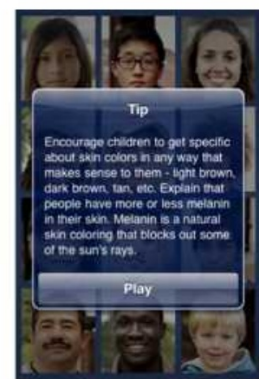 Tip
Encourage children to get specific
about skin colors in any way that
makes sense to them - light brown,
dark brown, tan, etc. Explain that
people have more or less melanin
in their skin. Melanin is a natural
skin coloring that blocks out some
of the sun's rays.
Play